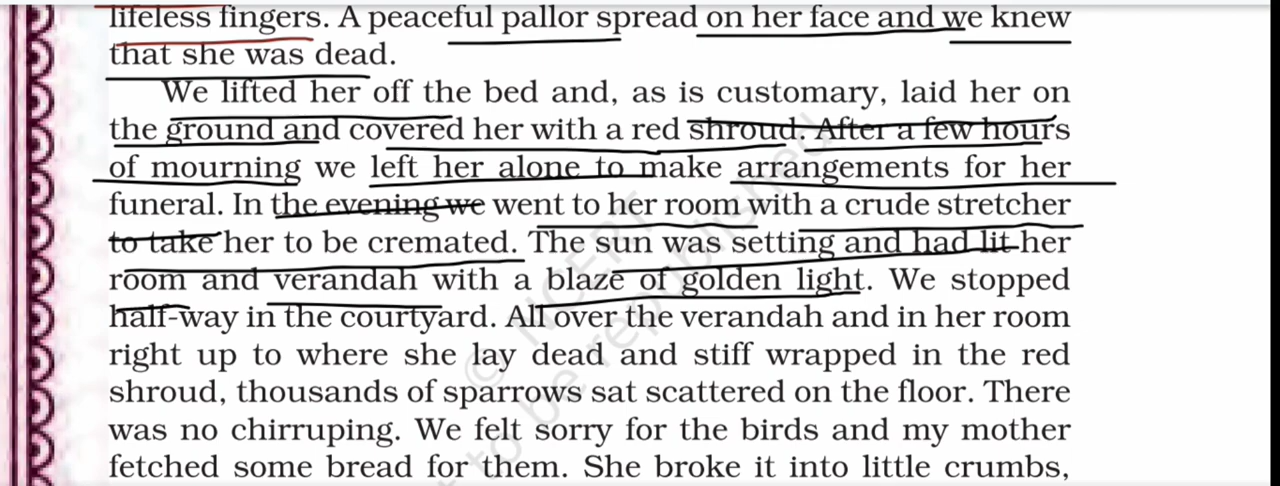 lifeless fingers. A peaceful pallor spread on her face and we knew
that she was dead.
We lifted her off the bed and, as is customary, laid her on
the ground and covered her with a red shroud. After a few hours
of mourning we left her alone to make arrangements for her
funeral. In the evening we went to her room with a crude stretcher
to take her to be cremated. The sun was setting and had lit her
room and verandah with a blaze of golden light. We stopped
half-way in the courtyard. All over the verandah and in her room
right up to where she lay dead and stiff wrapped in the red
shroud, thousands of sparrows sat scattered on the floor. There
was no chirruping. We felt sorry for the birds and my mother
fetched some bread for them. She broke it into little crumbs,
© NCERT
to be republished